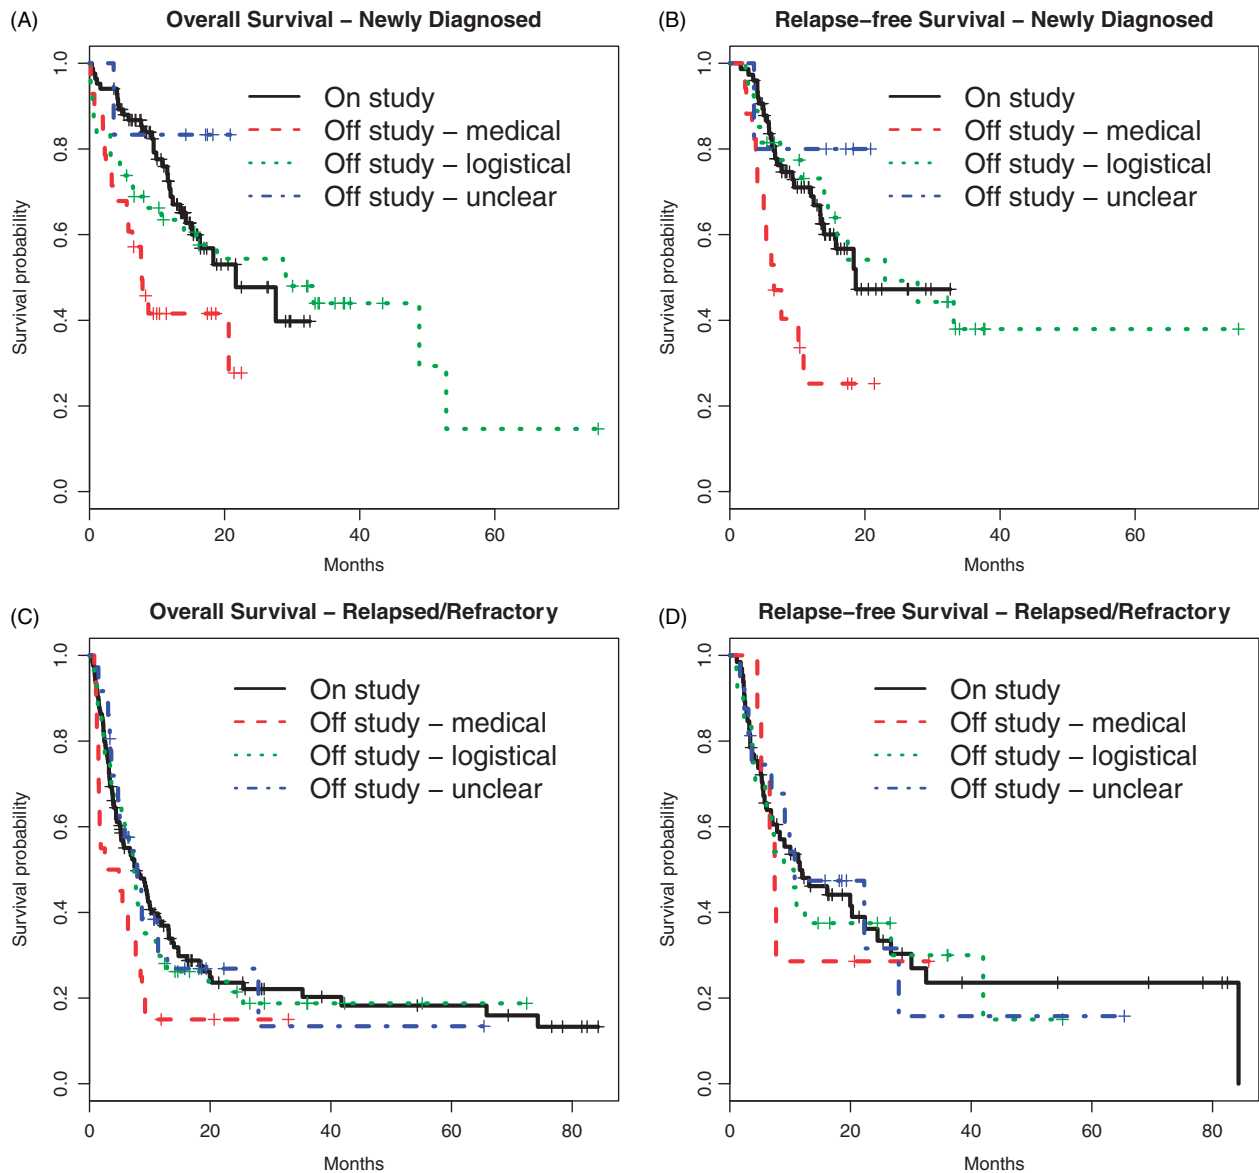 (A)
Overall Survival – Newly Diagnosed
Survival probability
1.0
0.8
0.6
0.4
0.2
0.0
On study
Off study – medical
Off study – logistical
Off study – unclear
0 20 40 60
Months
(B)
Relapse–free Survival – Newly Diagnosed
Survival probability
1.0
0.8
0.6
0.4
0.2
0.0
On study
Off study – medical
Off study – logistical
Off study – unclear
0 20 40 60
Months
(C)
Overall Survival – Relapsed/Refractory
Survival probability
1.0
0.8
0.6
0.4
0.2
0.0
On study
Off study – medical
Off study – logistical
Off study – unclear
0 20 40 60 80
Months
(D)
Relapse–free Survival – Relapsed/Refractory
Survival probability
1.0
0.8
0.6
0.4
0.2
0.0
On study
Off study – medical
Off study – logistical
Off study – unclear
0 20 40 60 80
Months